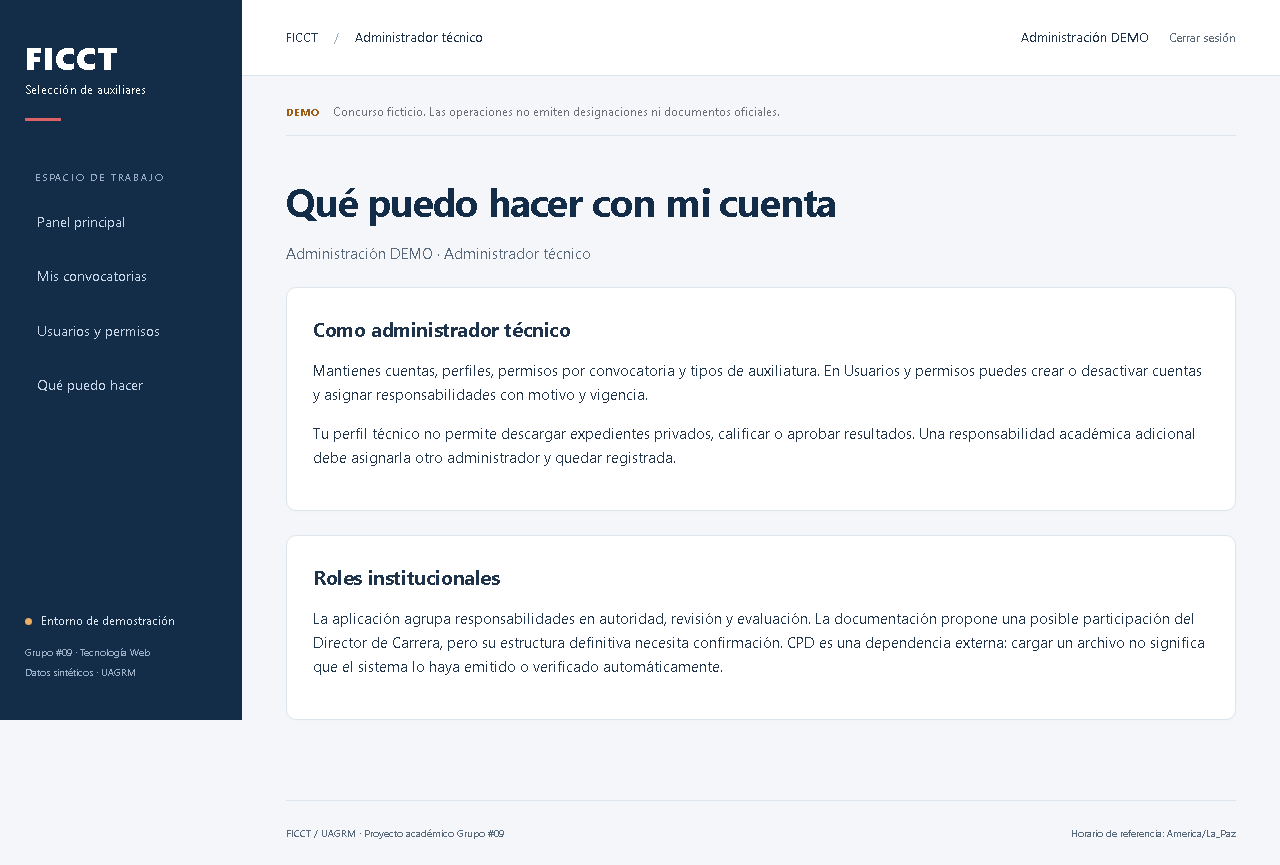 FICCT
Selección de auxiliares
ESPACIO DE TRABAJO
Panel principal
Mis convocatorias
Usuarios y permisos
Qué puedo hacer
Entorno de demostración
Grupo #09 · Tecnología Web
Datos sintéticos · UAGRM
FICCT / Administrador técnico
Administración DEMO Cerrar sesión
DEMO Concurso ficticio. Las operaciones no emiten designaciones ni documentos oficiales.
Qué puedo hacer con mi cuenta
Administración DEMO · Administrador técnico
Como administrador técnico
Mantienes cuentas, perfiles, permisos por convocatoria y tipos de auxiliatura. En Usuarios y permisos puedes crear o desactivar cuentas
y asignar responsabilidades con motivo y vigencia.
Tu perfil técnico no permite descargar expedientes privados, calificar o aprobar resultados. Una responsabilidad académica adicional
debe asignarla otro administrador y quedar registrada.
Roles institucionales
La aplicación agrupa responsabilidades en autoridad, revisión y evaluación. La documentación propone una posible participación del
Director de Carrera, pero su estructura definitiva necesita confirmación. CPD es una dependencia externa: cargar un archivo no significa
que el sistema lo haya emitido o verificado automáticamente.
FICCT / UAGRM · Proyecto académico Grupo #09
Horario de referencia: America/La_Paz